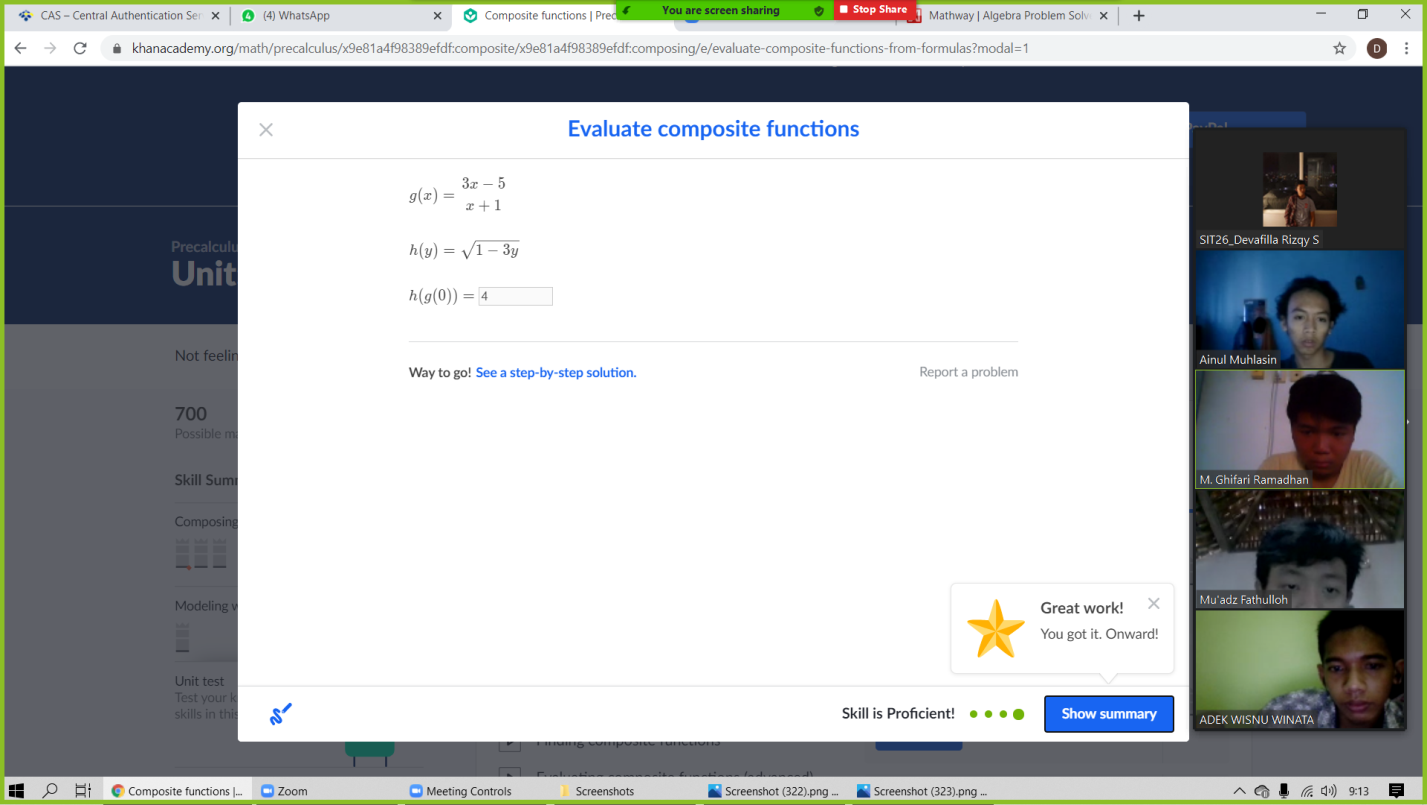 CAS – Central Authentication Ser
(4) WhatsApp
Composite functions | Prec
You are screen sharing
Stop Share
Mathway | Algebra Problem Solv
khanacademy.org/math/precalculus/x9e81a4f98389efdf:composite/x9e81a4f98389efdf:composing/e/evaluate-composite-functions-from-formulas?modal=1
D
Evaluate composite functions
g(x) = 3x − 5
x + 1
h(y) = √1 − 3y
h(g(0)) = 4
Way to go! See a step-by-step solution.
Report a problem
Precalculu
Unit
Not feelin
700
Possible ma
Skill Summ
Composing
Modeling w
Unit test
Test your k
skills in this
Great work!
You got it. Onward!
Skill is Proficient!
Show summary
Finding composite functions
Evaluating composite functions (advanced)
SIT26_Devafilla Rizqy S
Ainul Muhlasin
M. Ghifari Ramadhan
Mu'adz Fathulloh
ADEK WISNU WINATA
Composite functions |...
Zoom
Meeting Controls
Screenshots
Screenshot (322).png ...
Screenshot (323).png ...
9:13